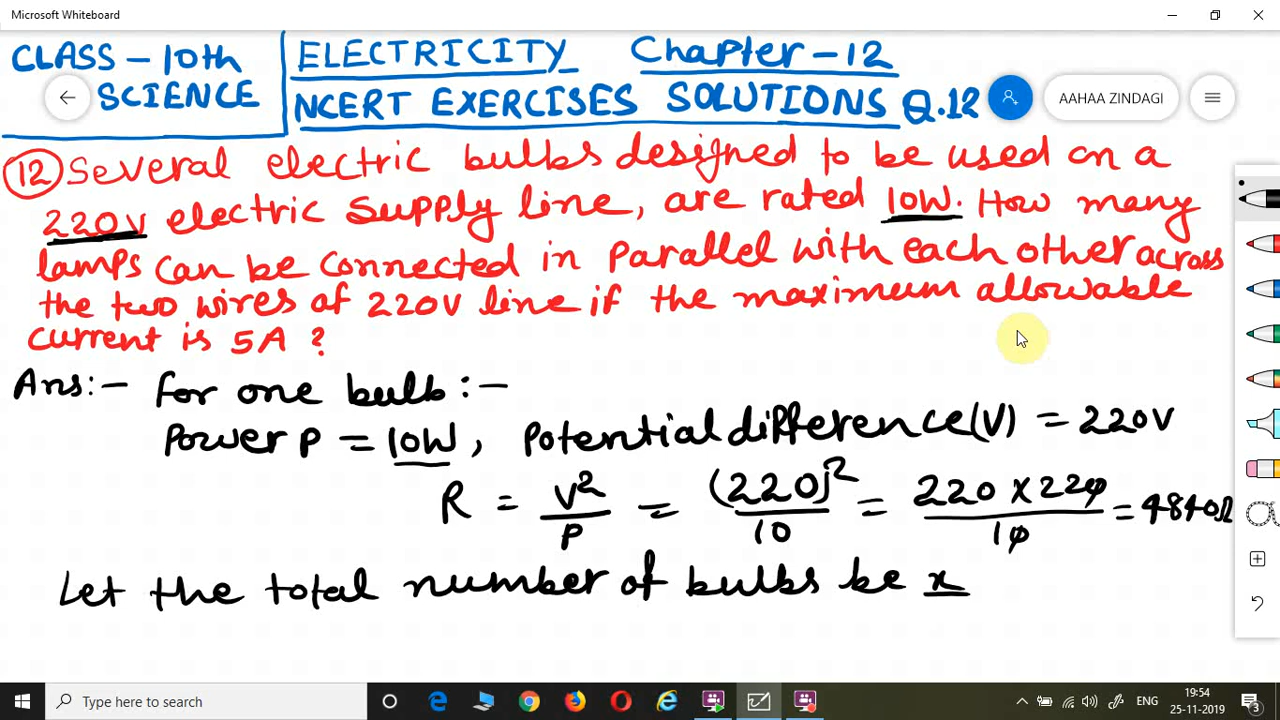 Microsoft Whiteboard
CLASS - 10th
SCIENCE
ELECTRICITY Chapter-12
NCERT EXERCISES SOLUTIONS Q.12
AAHAA ZINDAGI
12 Several electric bulbs designed to be used on a
220V electric supply line, are rated 10W. How many
lamps can be connected in parallel with each other across
the two wires of 220V line if the maximum allowable
current is 5A ?
Ans:- For one bulb:-
Power P = 10W, Potential difference(V) = 220V
R = V²/P = (220)²/10 = 220 x 220/10 = 4840Ω
Let the total number of bulbs be x
Type here to search
ENG
19:54
25-11-2019
3